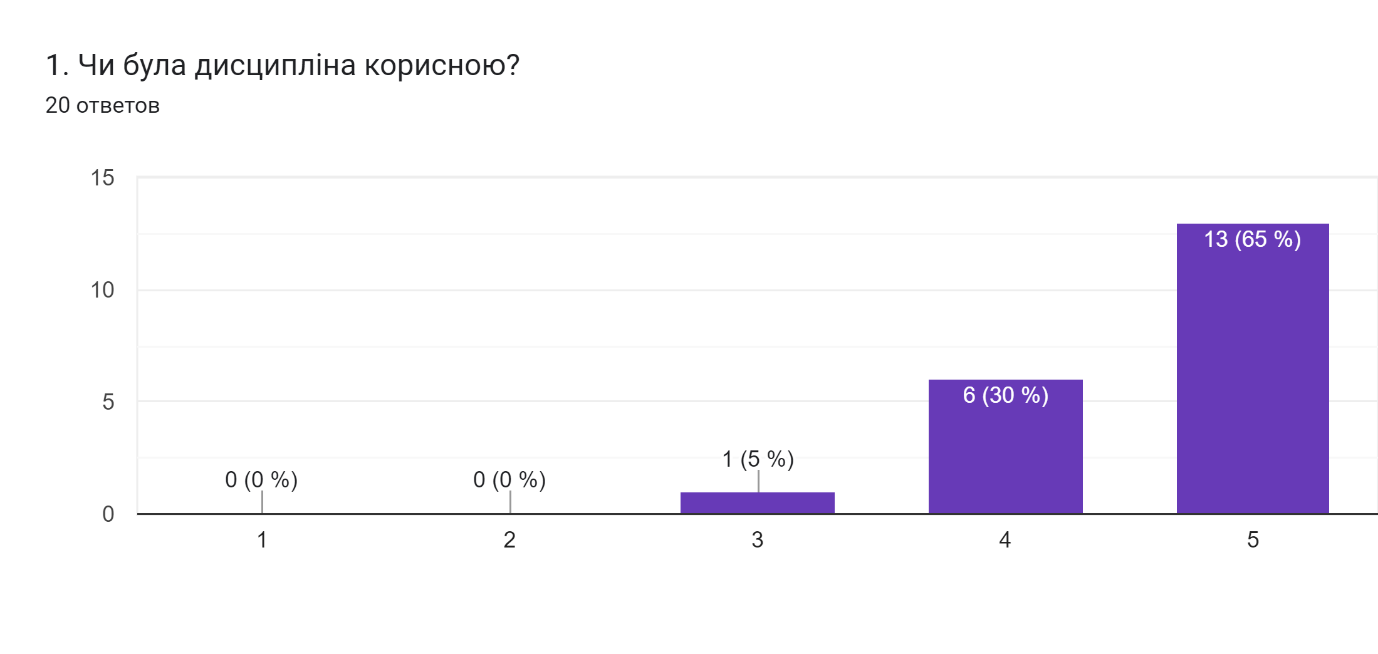 1. Чи була дисципліна корисною?
20 ответов
15
10
5
0
0 (0 %)
0 (0 %)
1 (5 %)
6 (30 %)
13 (65 %)
1
2
3
4
5